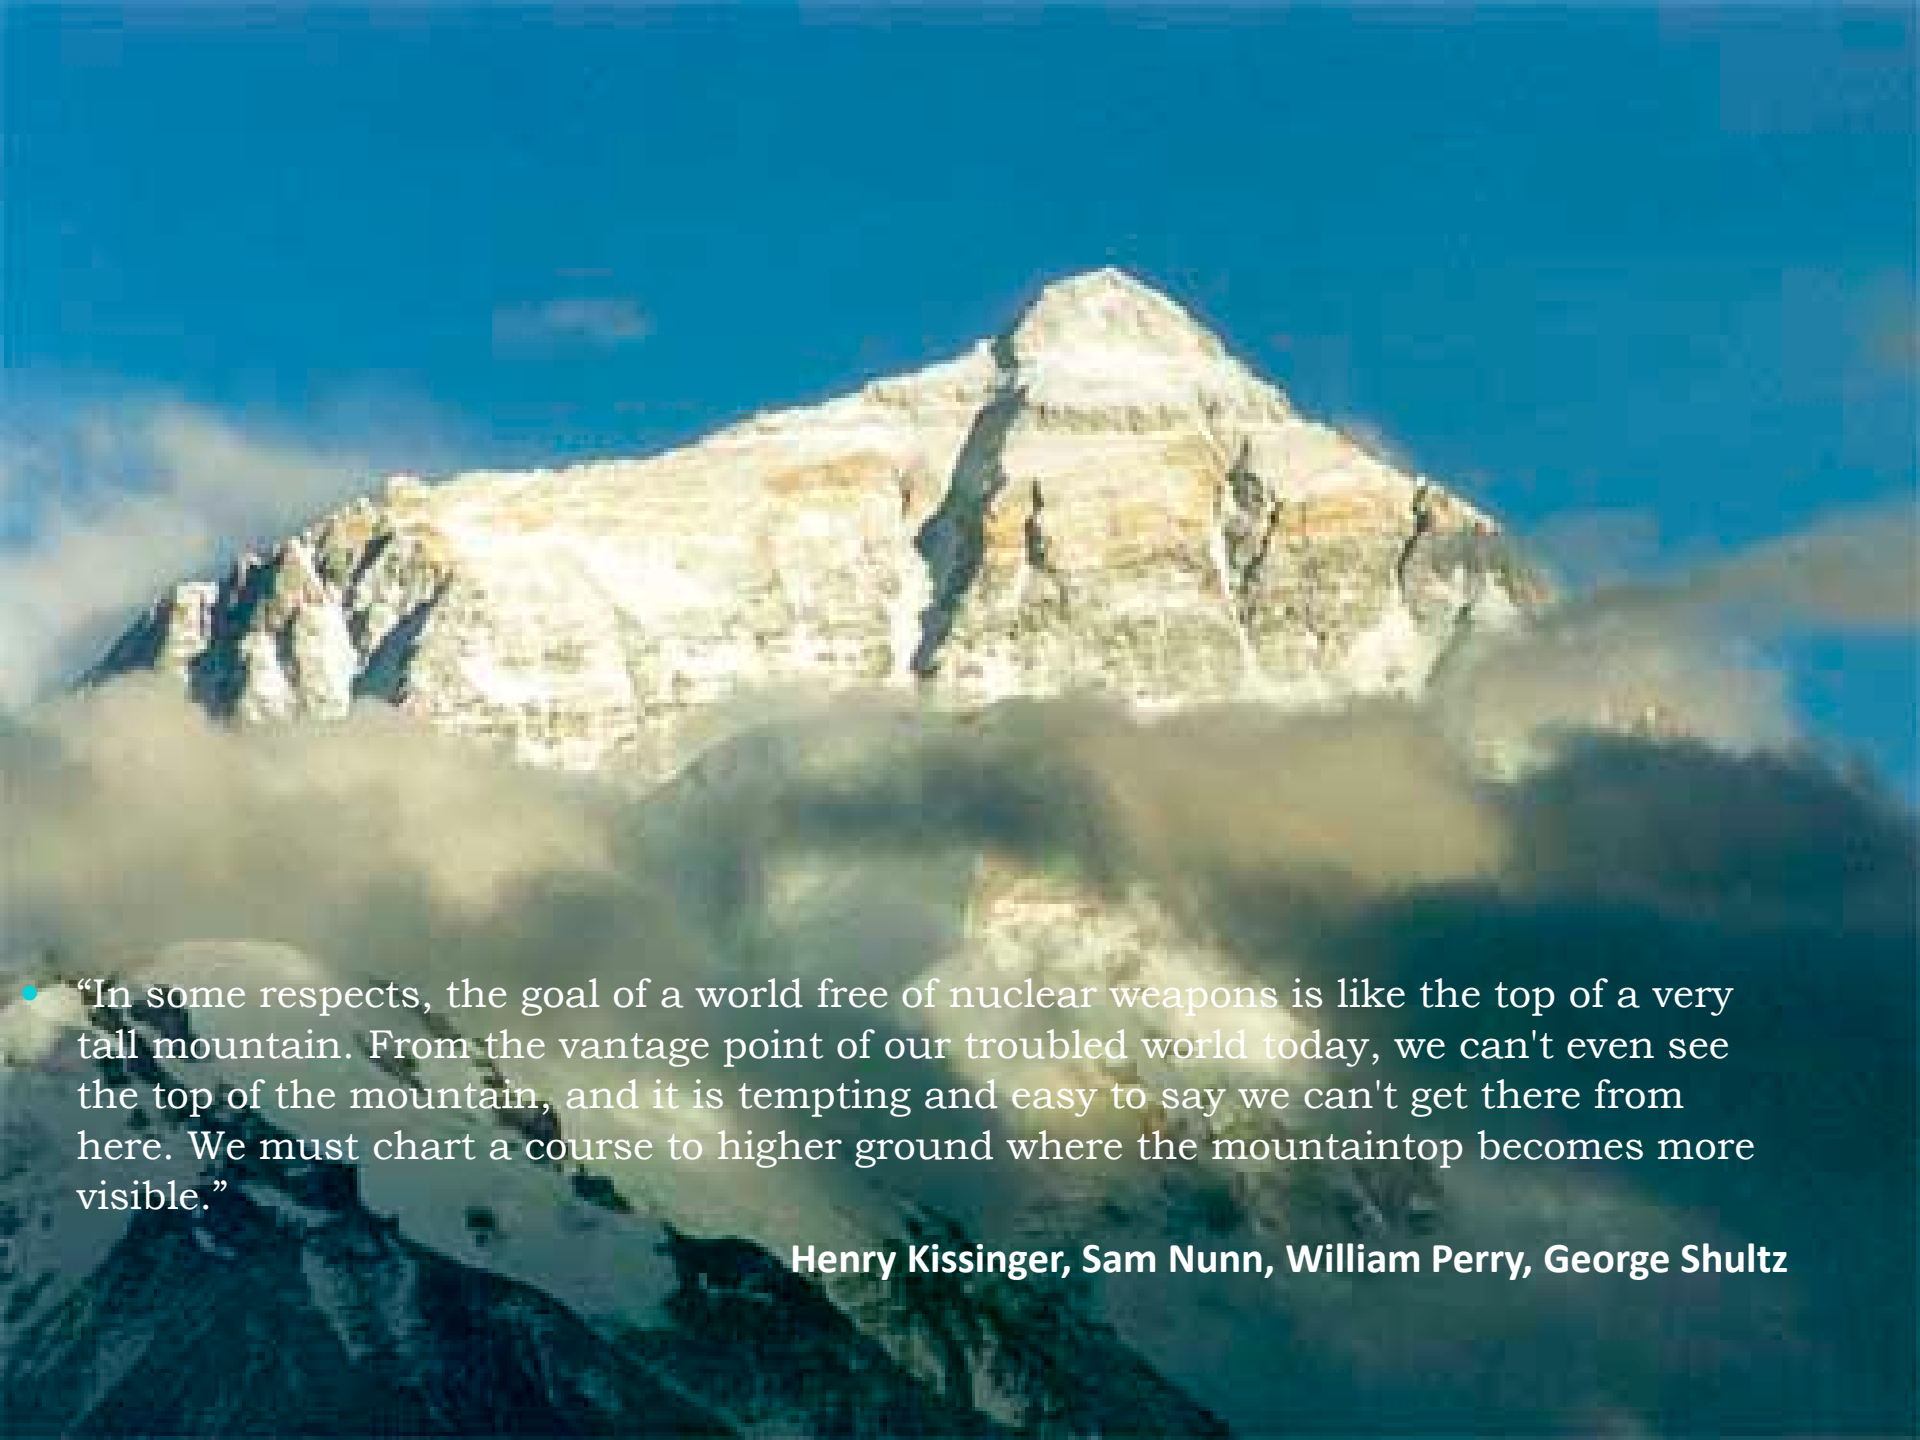 “In some respects, the goal of a world free of nuclear weapons is like the top of a very
tall mountain. From the vantage point of our troubled world today, we can't even see
the top of the mountain, and it is tempting and easy to say we can't get there from
here. We must chart a course to higher ground where the mountaintop becomes more
visible.”
Henry Kissinger, Sam Nunn, William Perry, George Shultz